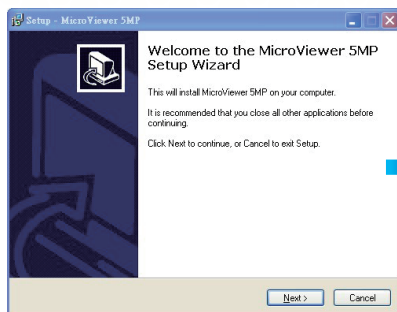 Setup - MicroViewer 5MP
Welcome to the MicroViewer 5MP
Setup Wizard
This will install MicroViewer 5MP on your computer.
It is recommended that you close all other applications before
continuing.
Click Next to continue, or Cancel to exit Setup.
Next > Cancel